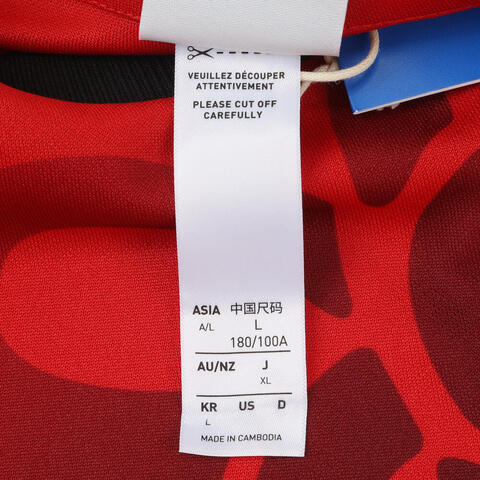 VEUILLEZ DÉCOUPER
ATTENTIVEMENT
PLEASE CUT OFF
CAREFULLY
ASIA 中国尺码
A/L L
180/100A
AU/NZ J
XL
KR US D
L
MADE IN CAMBODIA